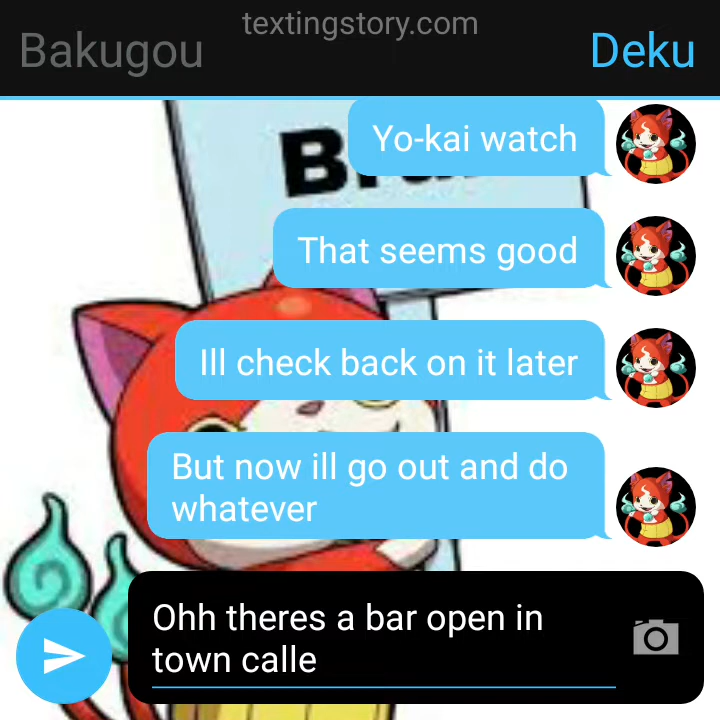 textingstory.com
Bakugou
Deku
Yo-kai watch
That seems good
Ill check back on it later
But now ill go out and do
whatever
Ohh theres a bar open in
town calle